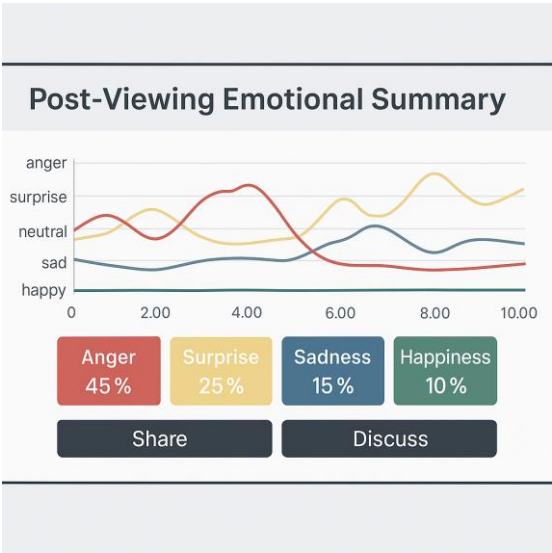 Post-Viewing Emotional Summary
anger
surprise
neutral
sad
happy
0 2.00 4.00 6.00 8.00 10.00
Anger Surprise Sadness Happiness
45 % 25 % 15 % 10 %
Share Discuss